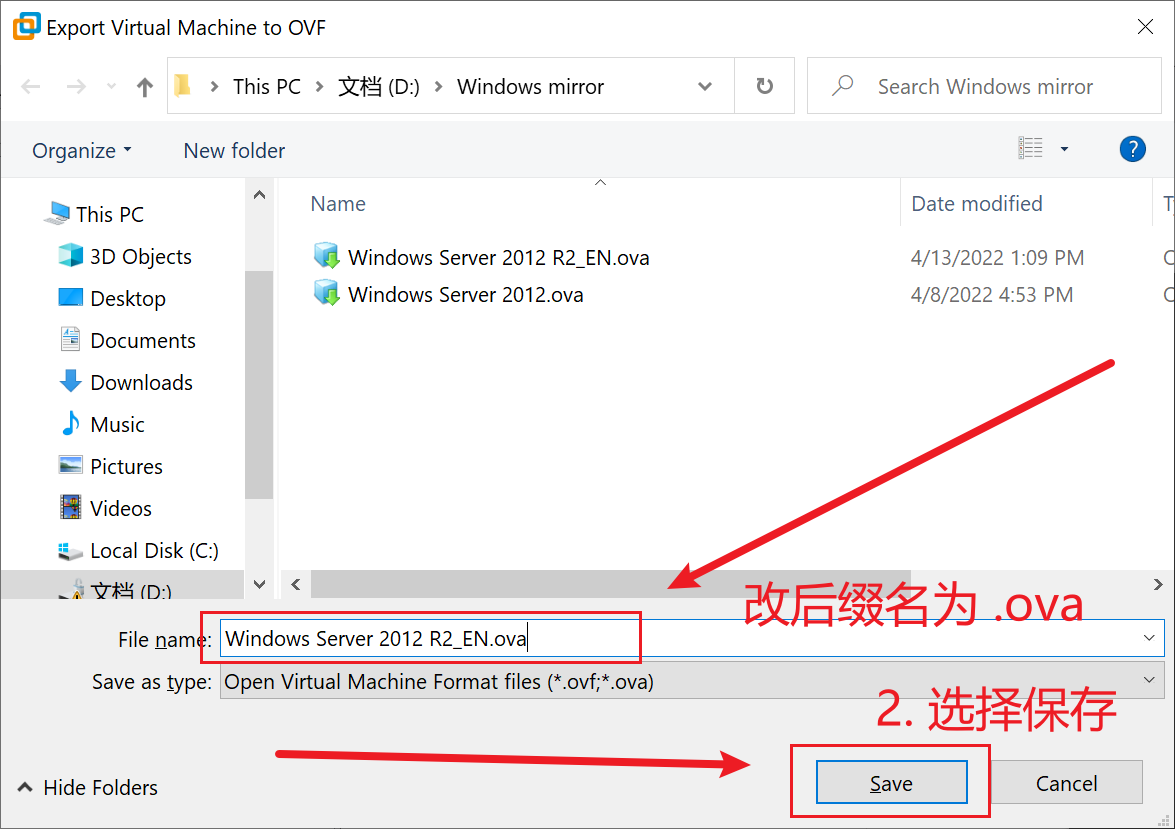 Export Virtual Machine to OVF
This PC
文档 (D:)
Windows mirror
Search Windows mirror
Organize
New folder
?
Name
Date modified
This PC
3D Objects
Desktop
Documents
Downloads
Music
Pictures
Videos
Local Disk (C:)
文档 (D:)
Windows Server 2012 R2_EN.ova
4/13/2022 1:09 PM
Windows Server 2012.ova
4/8/2022 4:53 PM
改后缀名为 .ova
File name:
Windows Server 2012 R2_EN.ova
Save as type:
Open Virtual Machine Format files (*.ovf;*.ova)
2. 选择保存
Hide Folders
Save
Cancel